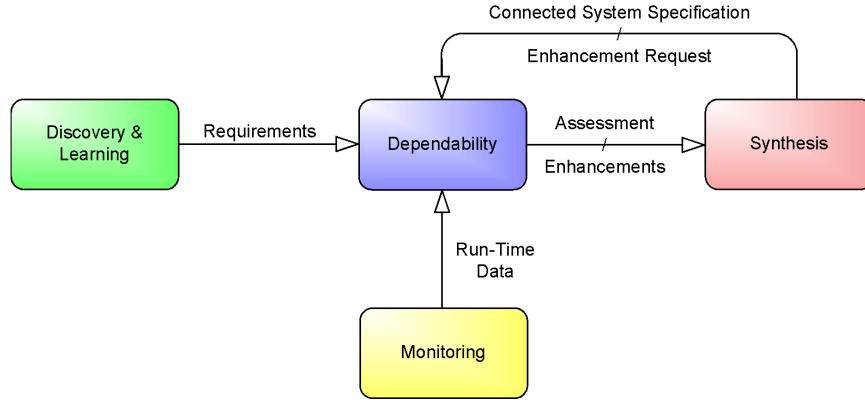 Connected System Specification
/
Enhancement Request
Discovery &
Learning
Requirements
Dependability
Assessment
/
Enhancements
Synthesis
Run-Time
Data
Monitoring